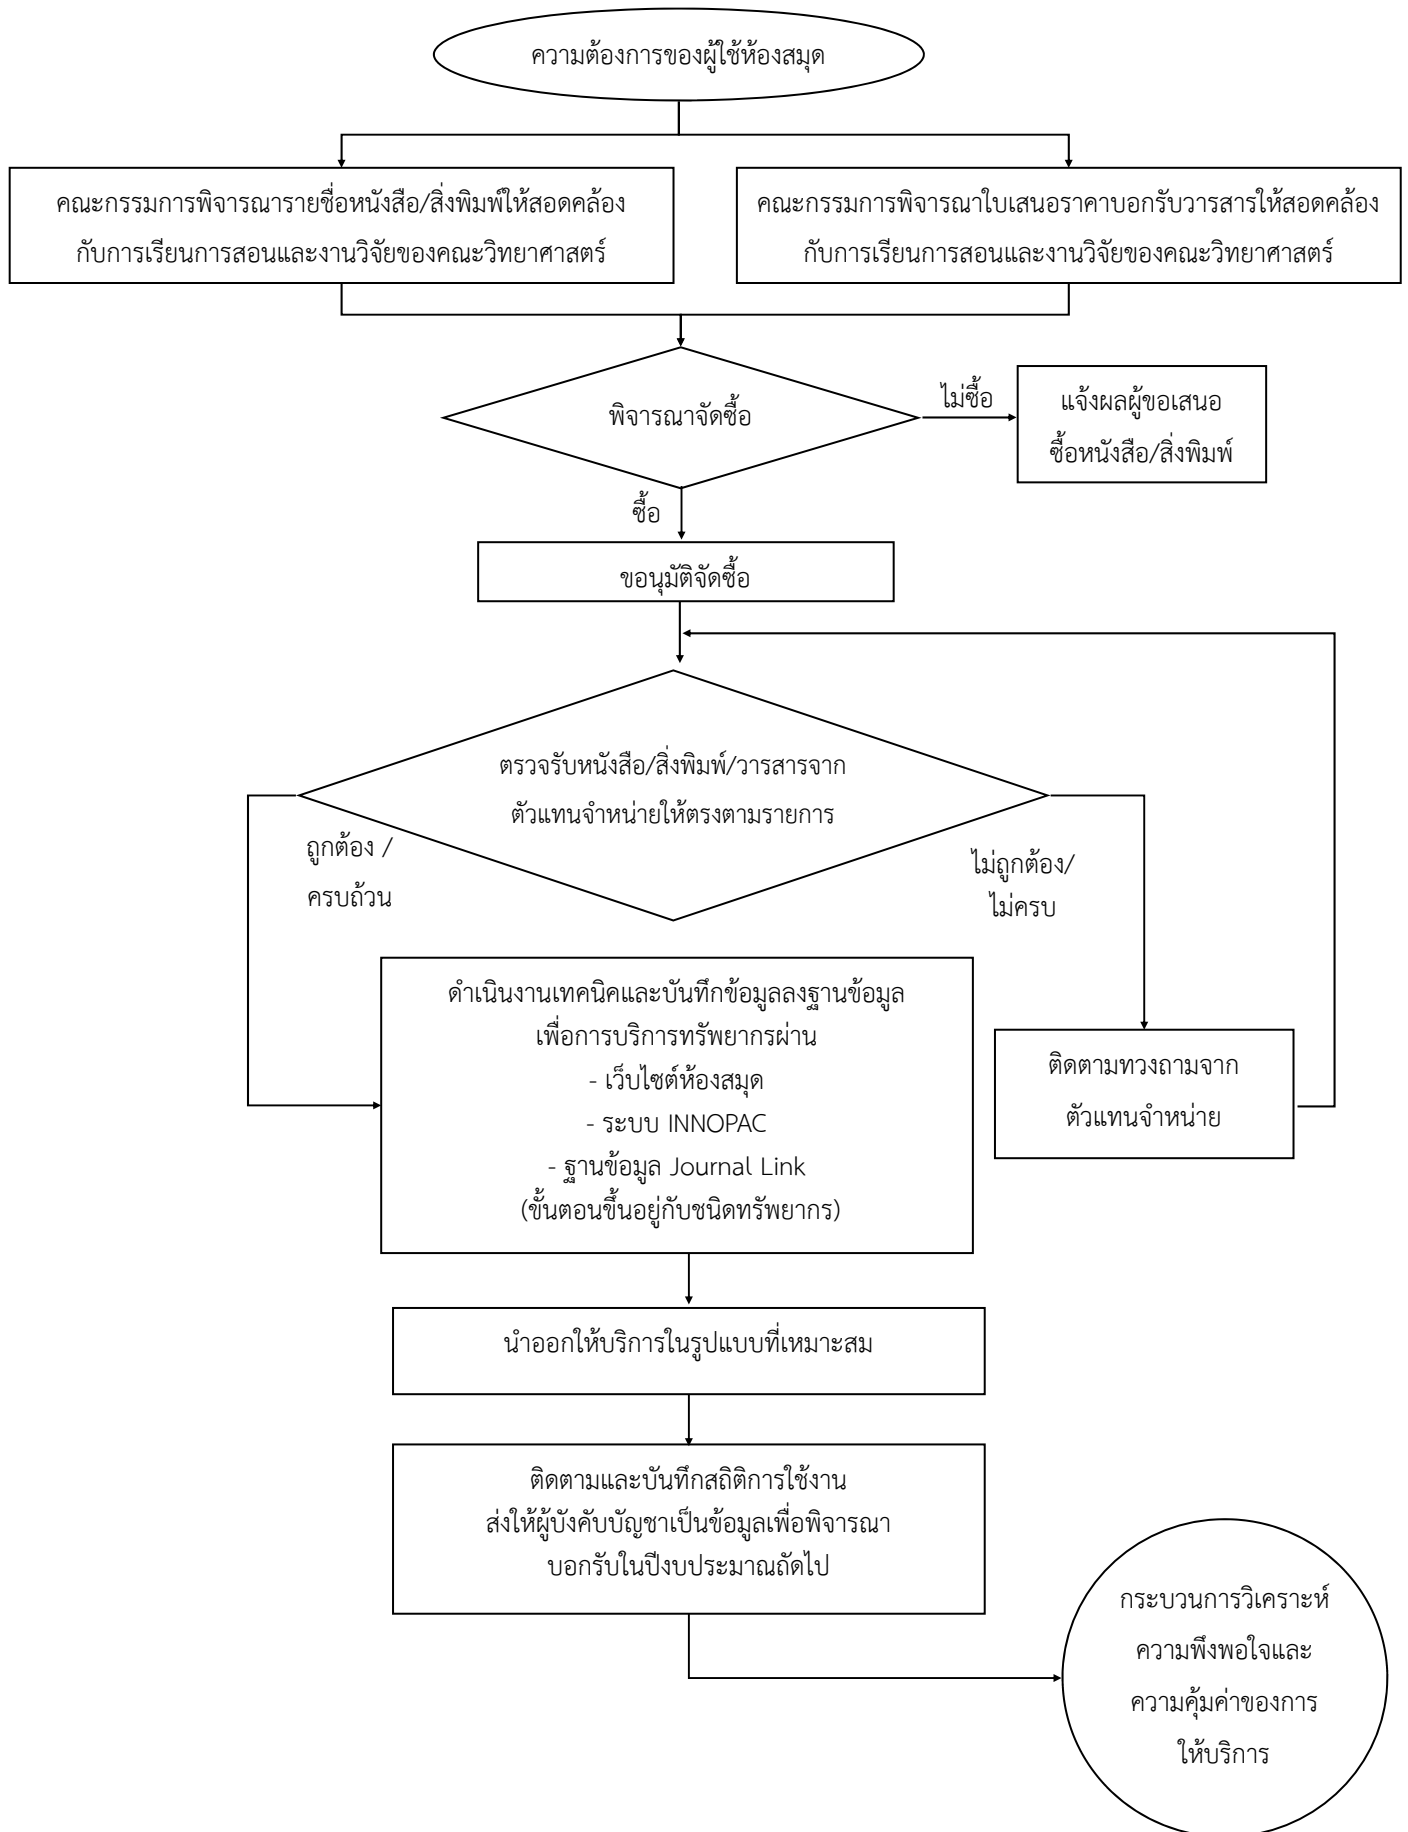 ความต้องการของผู้ใช้ห้องสมุด
คณะกรรมการพิจารณารายชื่อหนังสือ/สิ่งพิมพ์ให้สอดคล้อง
กับการเรียนการสอนและงานวิจัยของคณะวิทยาศาสตร์
คณะกรรมการพิจารณาใบเสนอราคาบอกรับวารสารให้สอดคล้อง
กับการเรียนการสอนและงานวิจัยของคณะวิทยาศาสตร์
พิจารณาจัดซื้อ
ไม่ซื้อ
แจ้งผลผู้ขอเสนอ
ซื้อหนังสือ/สิ่งพิมพ์
ซื้อ
ขอนุมัติจัดซื้อ
ตรวจรับหนังสือ/สิ่งพิมพ์/วารสารจาก
ตัวแทนจำหน่ายให้ตรงตามรายการ
ถูกต้อง /
ครบถ้วน
ไม่ถูกต้อง/
ไม่ครบ
ดำเนินงานเทคนิคและบันทึกข้อมูลลงฐานข้อมูล
เพื่อการบริการทรัพยากรผ่าน
- เว็บไซต์ห้องสมุด
- ระบบ INNOPAC
- ฐานข้อมูล Journal Link
(ขั้นตอนขึ้นอยู่กับชนิดทรัพยากร)
ติดตามทวงถามจาก
ตัวแทนจำหน่าย
นำออกให้บริการในรูปแบบที่เหมาะสม
ติดตามและบันทึกสถิติการใช้งาน
ส่งให้ผู้บังคับบัญชาเป็นข้อมูลเพื่อพิจารณา
บอกรับในปีงบประมาณถัดไป
กระบวนการวิเคราะห์
ความพึงพอใจและ
ความคุ้มค่าของการ
ให้บริการ